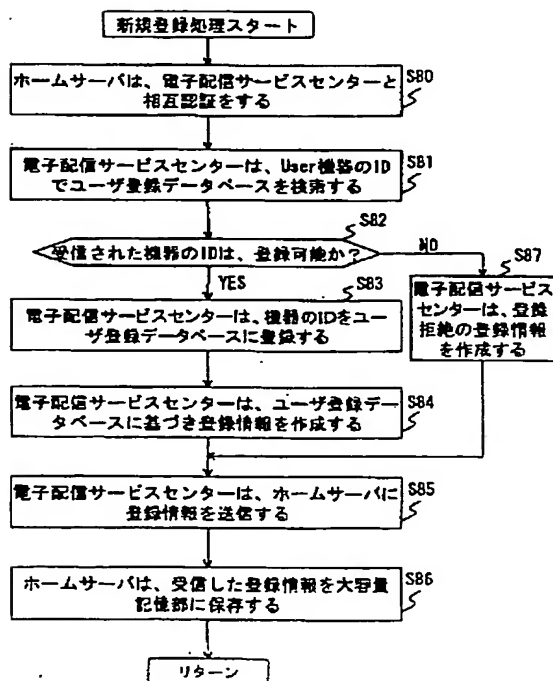 新規登録処理スタート
S80
ホームサーバは、電子配信サービスセンターと
相互認証をする
S81
電子配信サービスセンターは、User機器のID
でユーザ登録データベースを検索する
S82
受信された機器のIDは、登録可能か?
NO
YES
S83
電子配信サービスセンターは、機器のIDをユー
ザ登録データベースに登録する
S87
電子配信サービス
センターは、登録
拒絶の登録情報
を作成する
S84
電子配信サービスセンターは、ユーザ登録デー
タベースに基づき登録情報を作成する
S85
電子配信サービスセンターは、ホームサーバに
登録情報を送信する
S86
ホームサーバは、受信した登録情報を大容量
記憶部に保存する
リターン